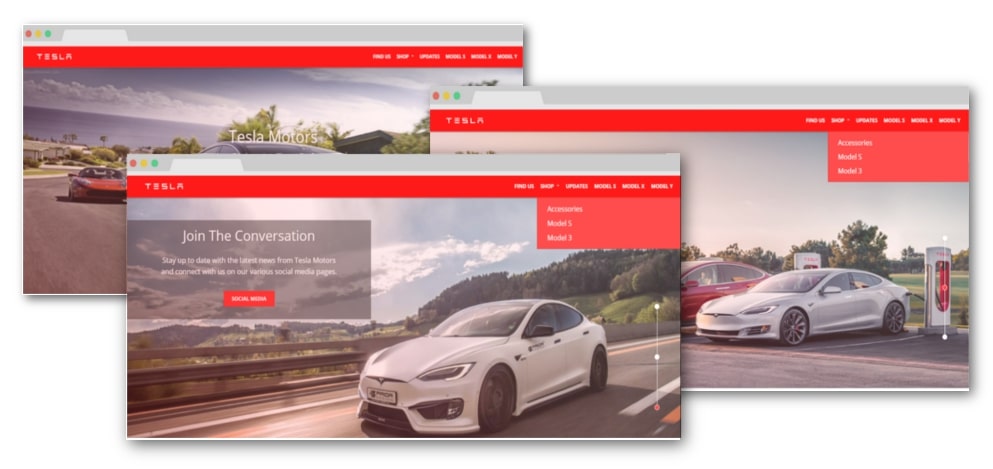 TESLA
FIND US SHOP UPDATES MODEL S MODEL X MODEL Y
Tesla Motors
TESLA
FIND US SHOP UPDATES MODEL S MODEL X MODEL Y
Accessories
Model S
Model 3
TESLA
FIND US SHOP UPDATES MODEL S MODEL X MODEL Y
Accessories
Model S
Model 3
Join The Conversation
Stay up to date with the latest news from Tesla Motors
and connect with us on our various social media pages.
SOCIAL MEDIA